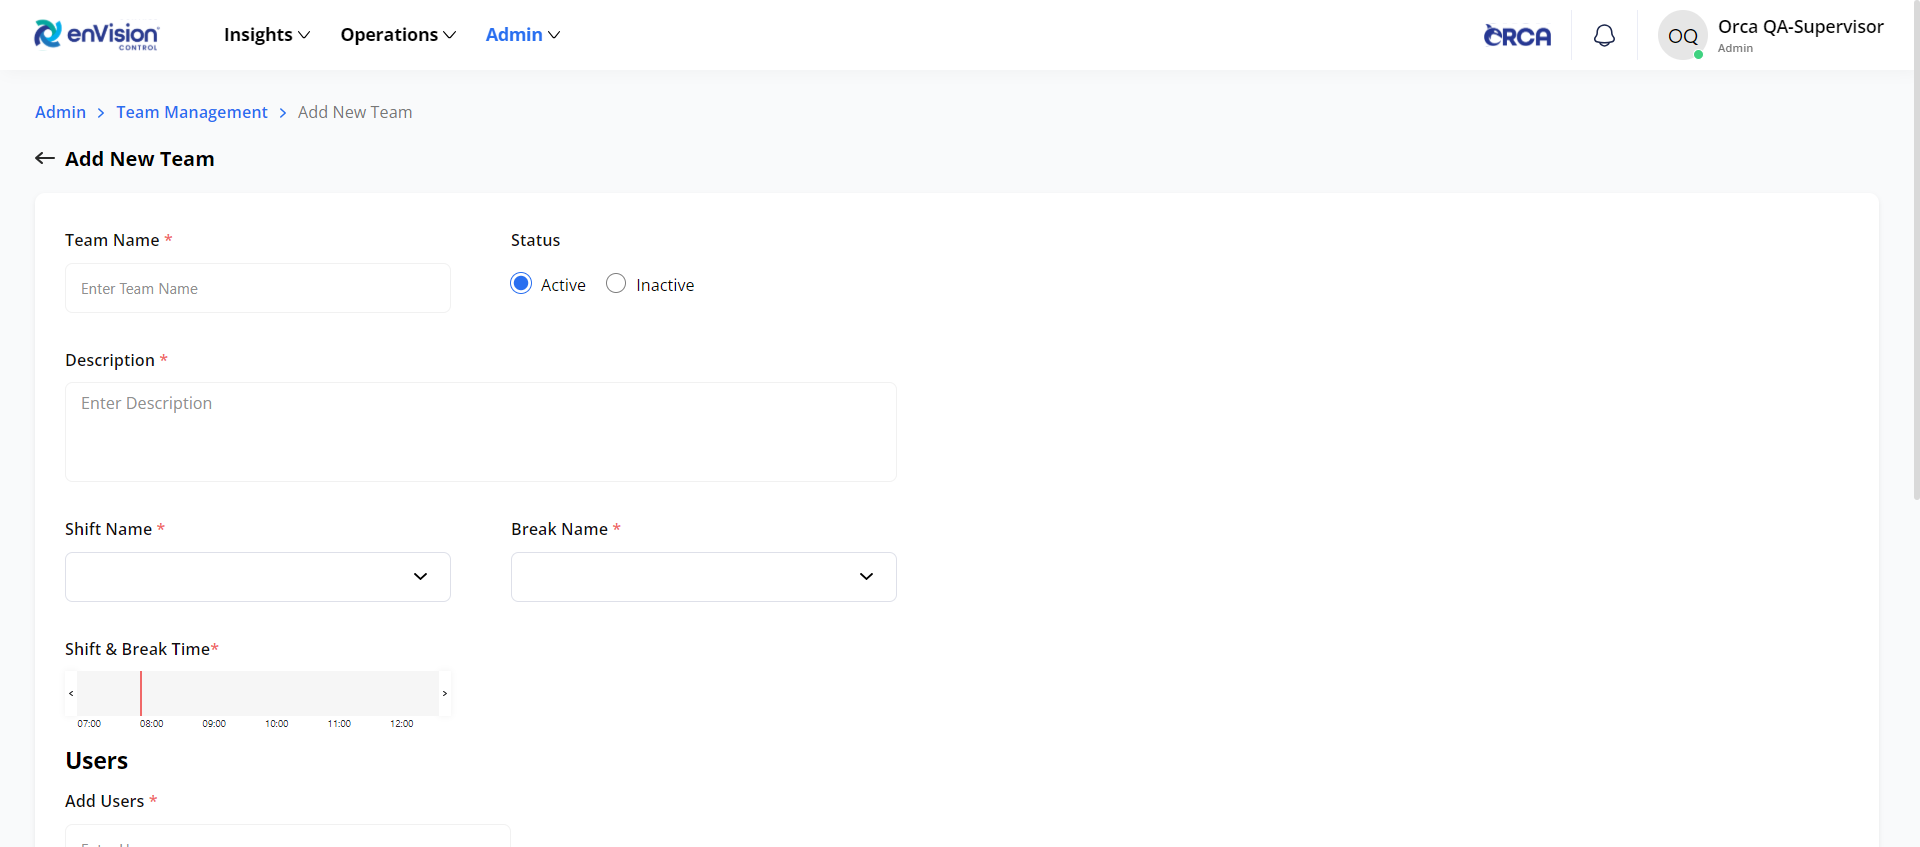 enVision
CONTROL
Insights
Operations
Admin
ORCA
OQ
Orca QA-Supervisor
Admin
Admin > Team Management > Add New Team
Add New Team
Team Name *
Status
Enter Team Name
Active
Inactive
Description *
Enter Description
Shift Name *
Break Name *
Shift & Break Time*
< >
07:00 08:00 09:00 10:00 11:00 12:00
Users
Add Users *